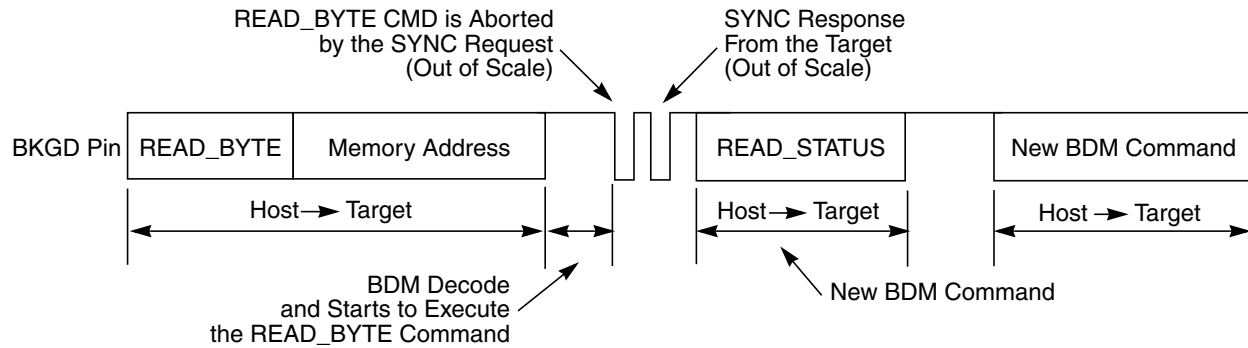 READ_BYTE CMD is Aborted
by the SYNC Request
(Out of Scale)
SYNC Response
From the Target
(Out of Scale)
BKGD Pin
READ_BYTE
Memory Address
READ_STATUS
New BDM Command
Host Target
Host Target
Host Target
BDM Decode
and Starts to Execute
the READ_BYTE Command
New BDM Command